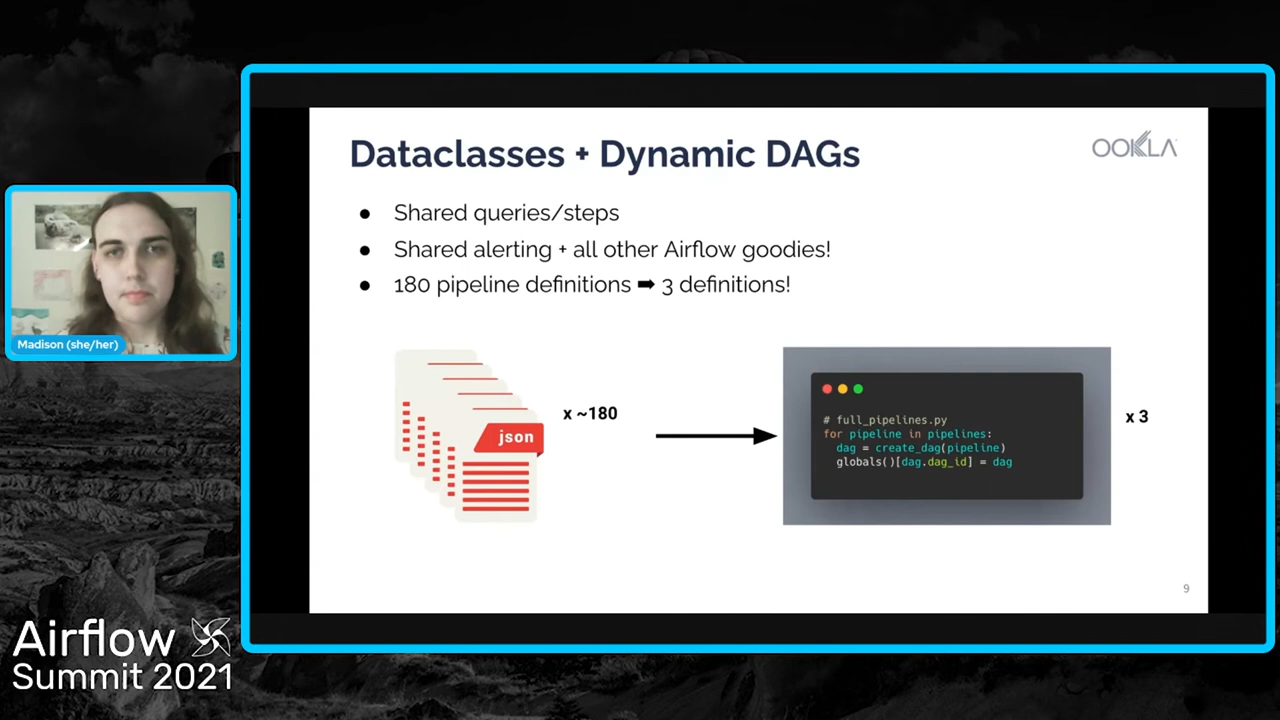 Dataclasses + Dynamic DAGs
OOKLA
● Shared queries/steps
● Shared alerting + all other Airflow goodies!
● 180 pipeline definitions ➡ 3 definitions!
json
x ~180
# full_pipelines.py
for pipeline in pipelines:
dag = create_dag(pipeline)
globals()[dag.dag_id] = dag
x 3
9
Madison (she/her)
Airflow
Summit 2021